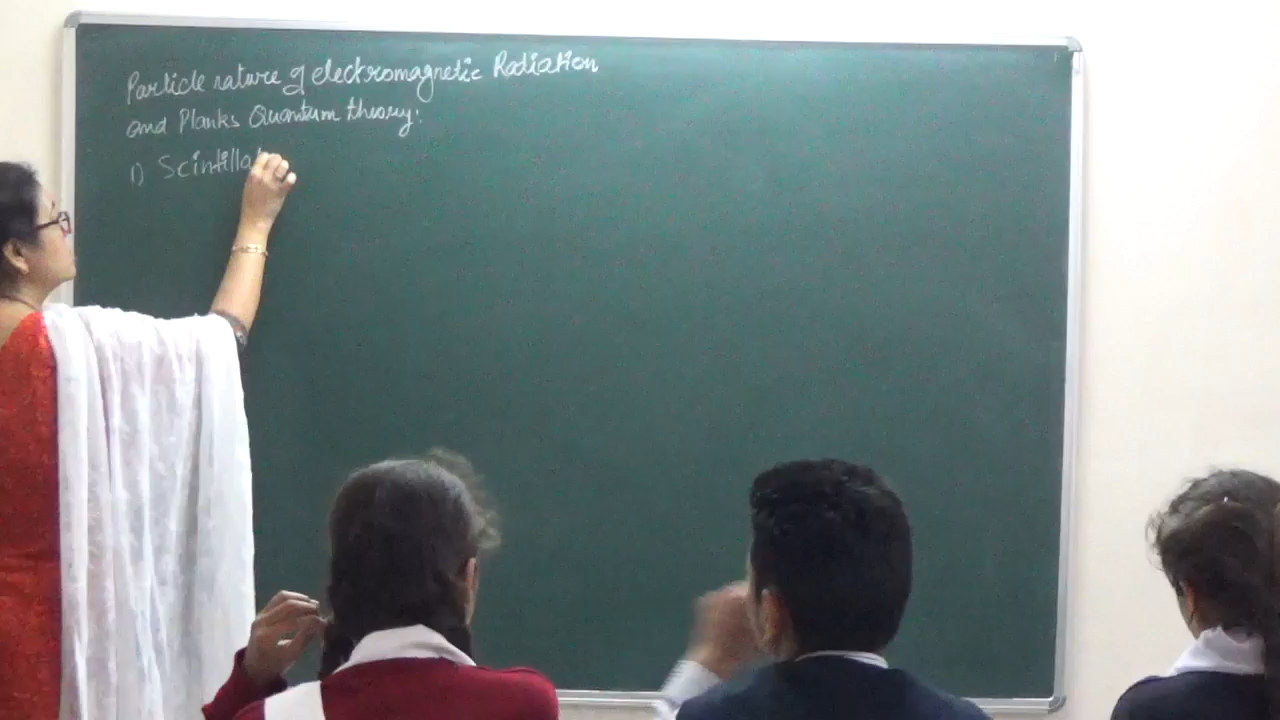 Particle nature of electromagnetic Radiation
and Planks Quantum theory:
1) Scintillat